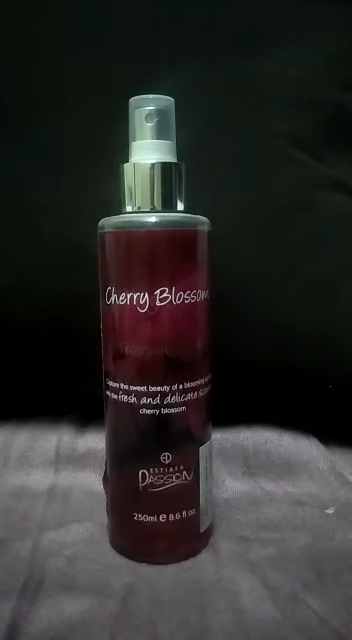 Cherry Blossom
Capture the sweet beauty of a blooming
with the fresh and delicate
cherry blossom
ESTIARA
PASSION
250ml ℮ 8.6 fl oz